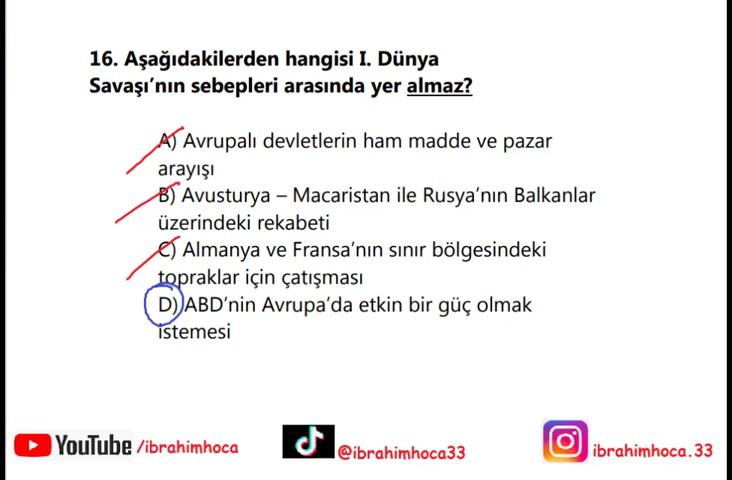 16. Aşağıdakilerden hangisi I. Dünya
Savaşı’nın sebepleri arasında yer almaz?
A) Avrupalı devletlerin ham madde ve pazar
arayışı
B) Avusturya – Macaristan ile Rusya’nın Balkanlar
üzerindeki rekabeti
C) Almanya ve Fransa’nın sınır bölgesindeki
topraklar için çatışması
D) ABD’nin Avrupa’da etkin bir güç olmak
istemesi
YouTube /ibrahimhoca
@ibrahimhoca33
ibrahimhoca.33